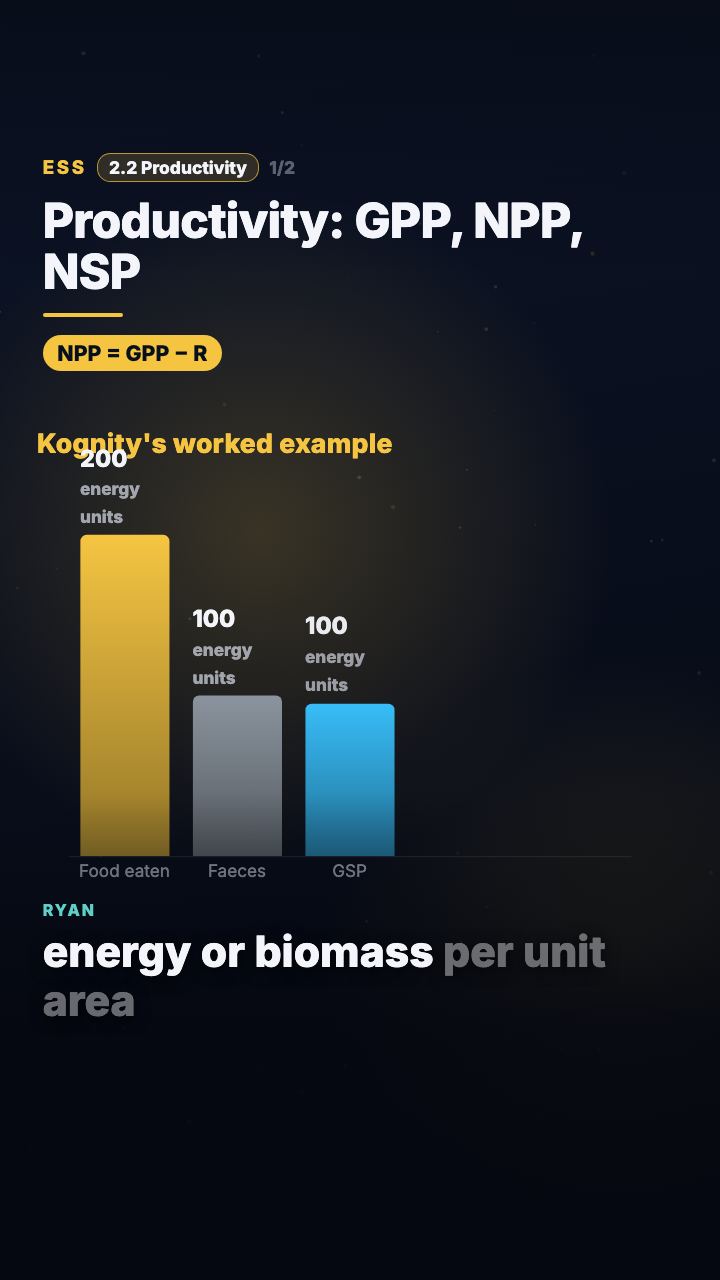 ESS 2.2 Productivity 1/2
Productivity: GPP, NPP,
NSP
NPP = GPP − R
Kognity's worked example
200
energy
units
100
energy
units
100
energy
units
Food eaten Faeces GSP
RYAN
energy or biomass per unit
area